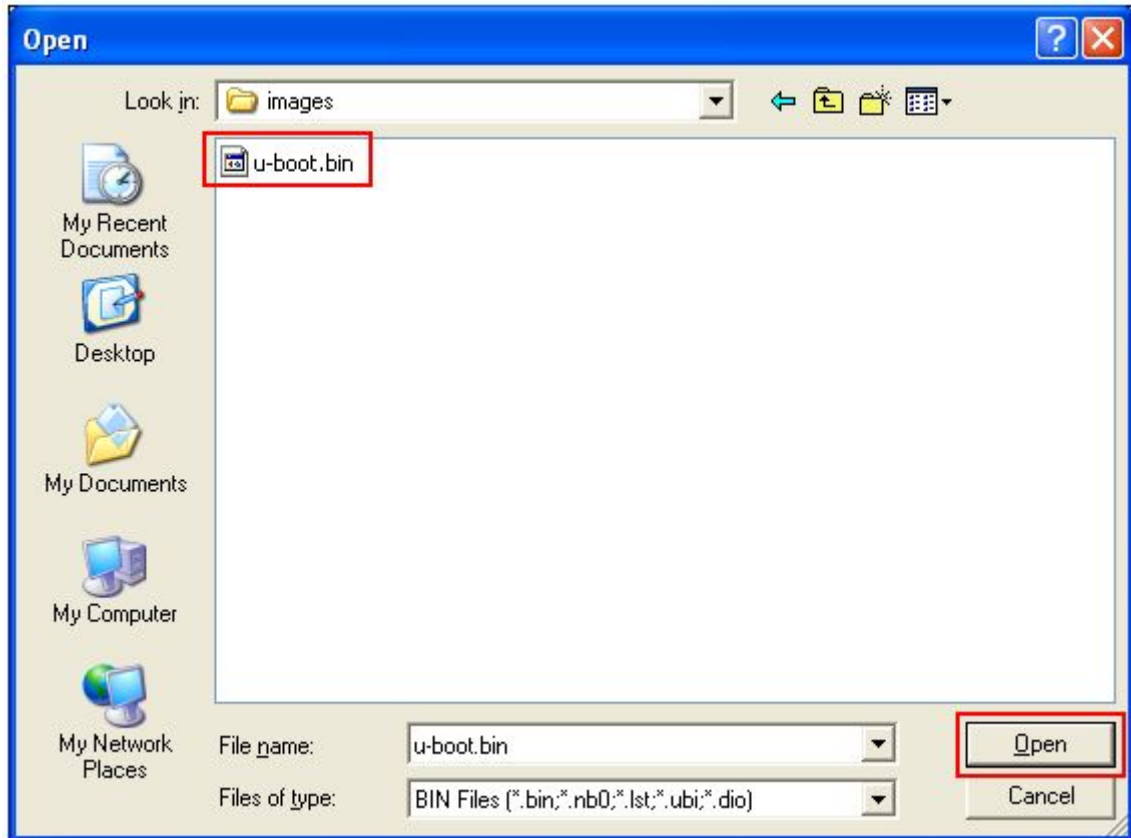 Open
Look in:
images
u-boot.bin
My Recent
Documents
Desktop
My Documents
My Computer
My Network
Places
File name:
u-boot.bin
Open
Files of type:
BIN Files (*.bin;*.nb0;*.lst;*.ubi;*.dio)
Cancel